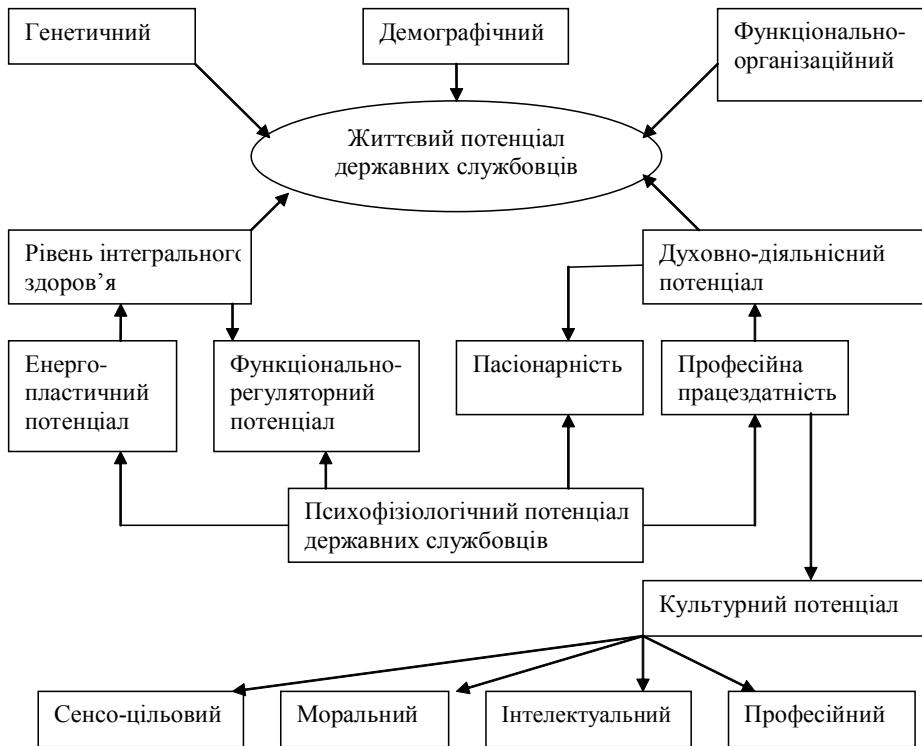 Генетичний
Демографічний
Функціонально-
організаційний
Життєвий потенціал
державних службовців
Рівень інтегрального
здоров’я
Духовно-діяльнісний
потенціал
Енерго-
пластичний
потенціал
Функціонально-
регуляторний
потенціал
Пасіонарність
Професійна
працездатність
Психофізіологічний потенціал
державних службовців
Культурний потенціал
Сенсо-цільовий
Моральний
Інтелектуальний
Професійний